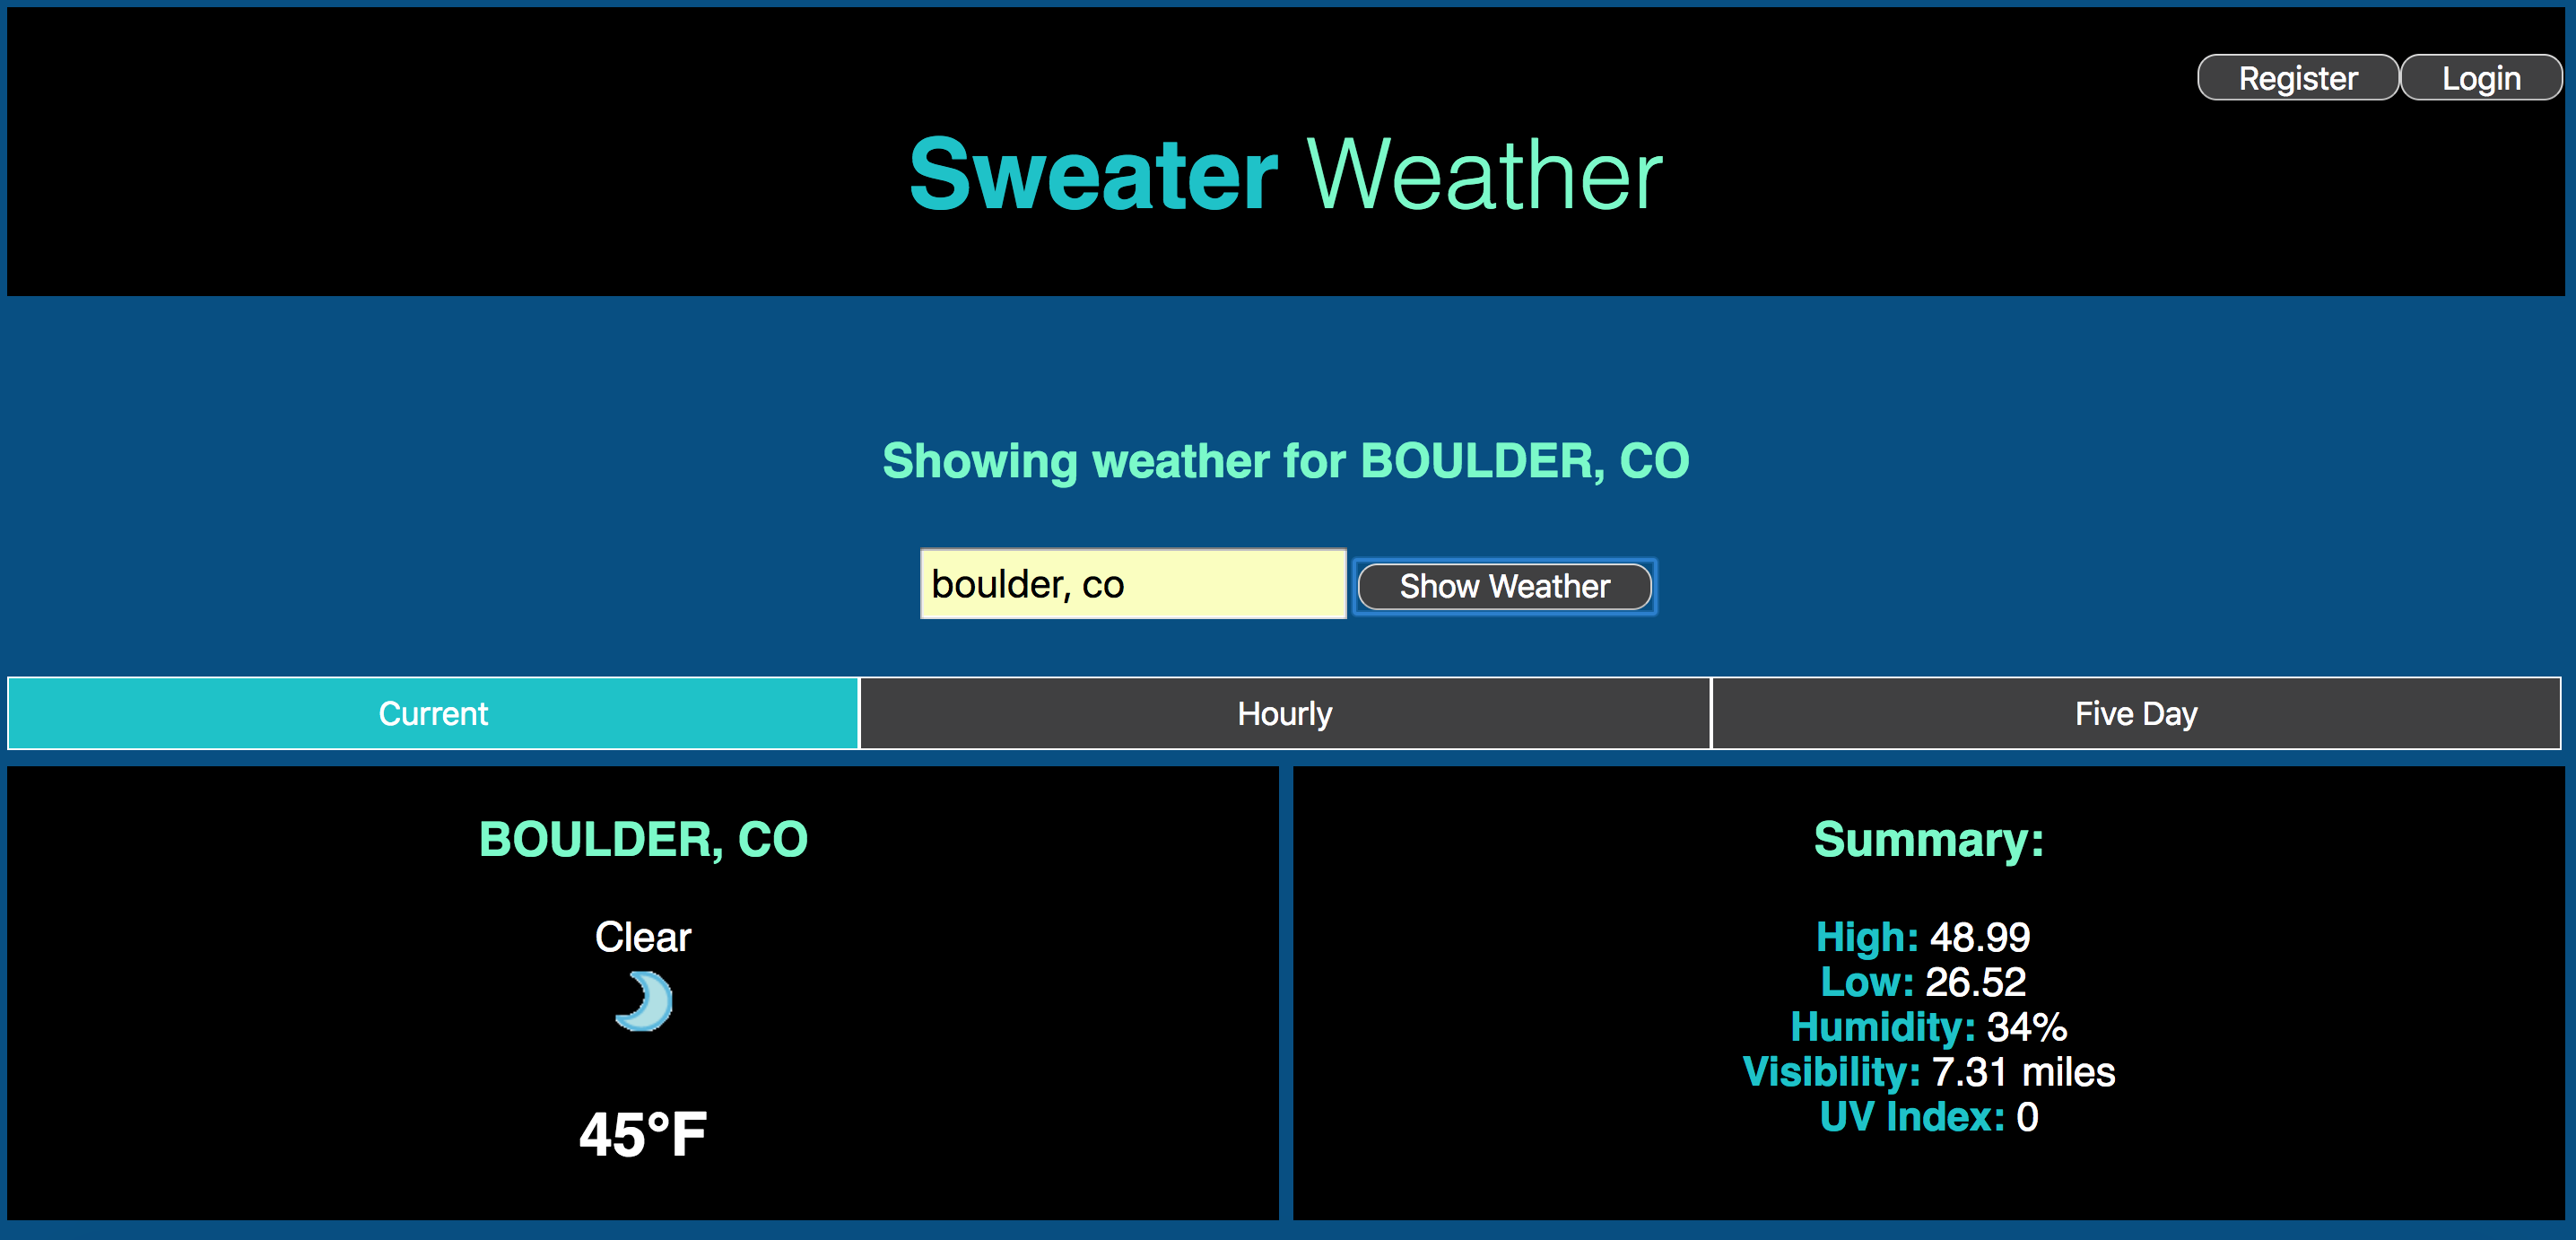 Register Login
Sweater Weather
Showing weather for BOULDER, CO
boulder, co Show Weather
Current Hourly Five Day
BOULDER, CO
Clear
45°F
Summary:
High: 48.99
Low: 26.52
Humidity: 34%
Visibility: 7.31 miles
UV Index: 0